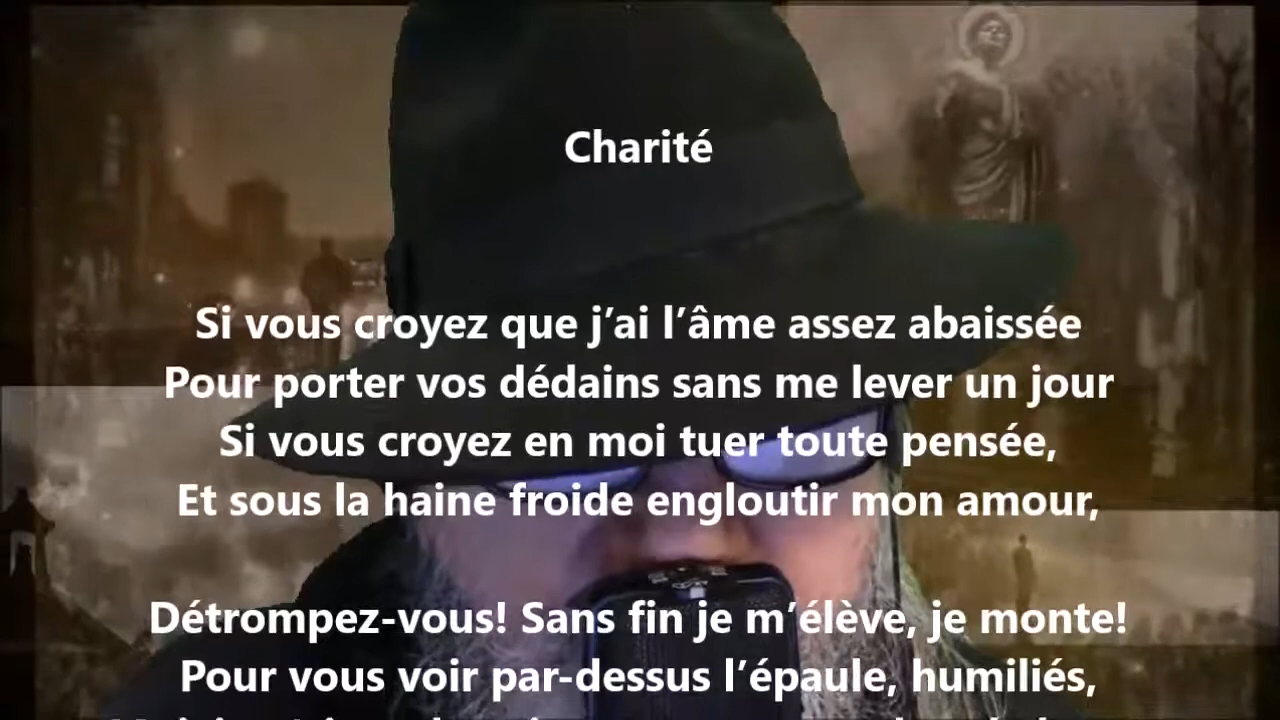 Charité
Si vous croyez que j’ai l’âme assez abaissée
Pour porter vos dédains sans me lever un jour
Si vous croyez en moi tuer toute pensée,
Et sous la haine froide engloutir mon amour,
Détrompez-vous! Sans fin je m’élève, je monte!
Pour vous voir par-dessus l’épaule, humiliés,